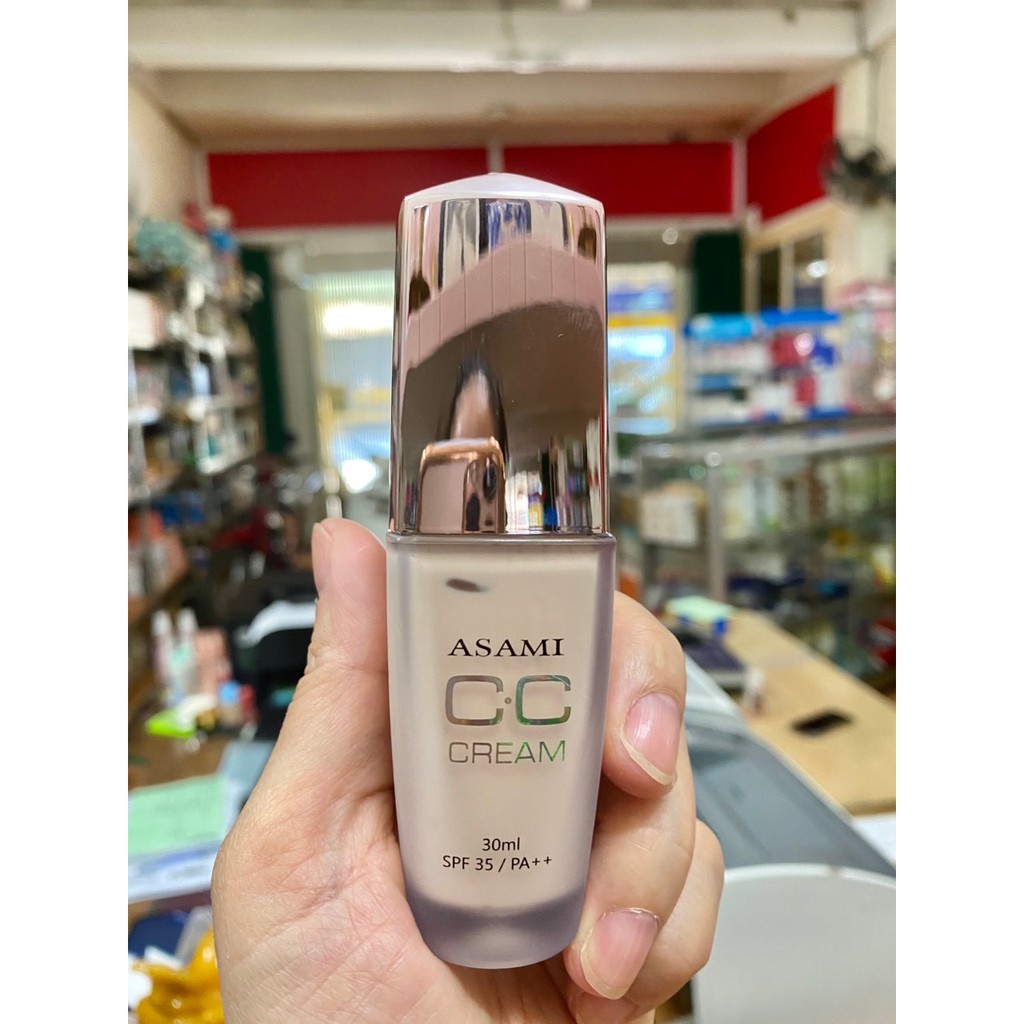 ASAMI
C·C
CREAM
30ml
SPF 35 / PA++